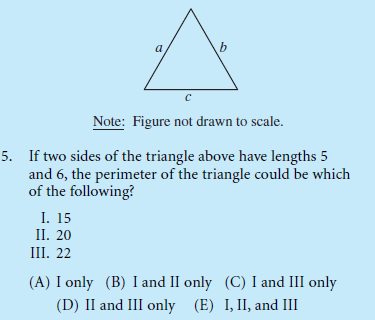 a
b
c
Note: Figure not drawn to scale.
5. If two sides of the triangle above have lengths 5
and 6, the perimeter of the triangle could be which
of the following?
I. 15
II. 20
III. 22
(A) I only (B) I and II only (C) I and III only
(D) II and III only (E) I, II, and III